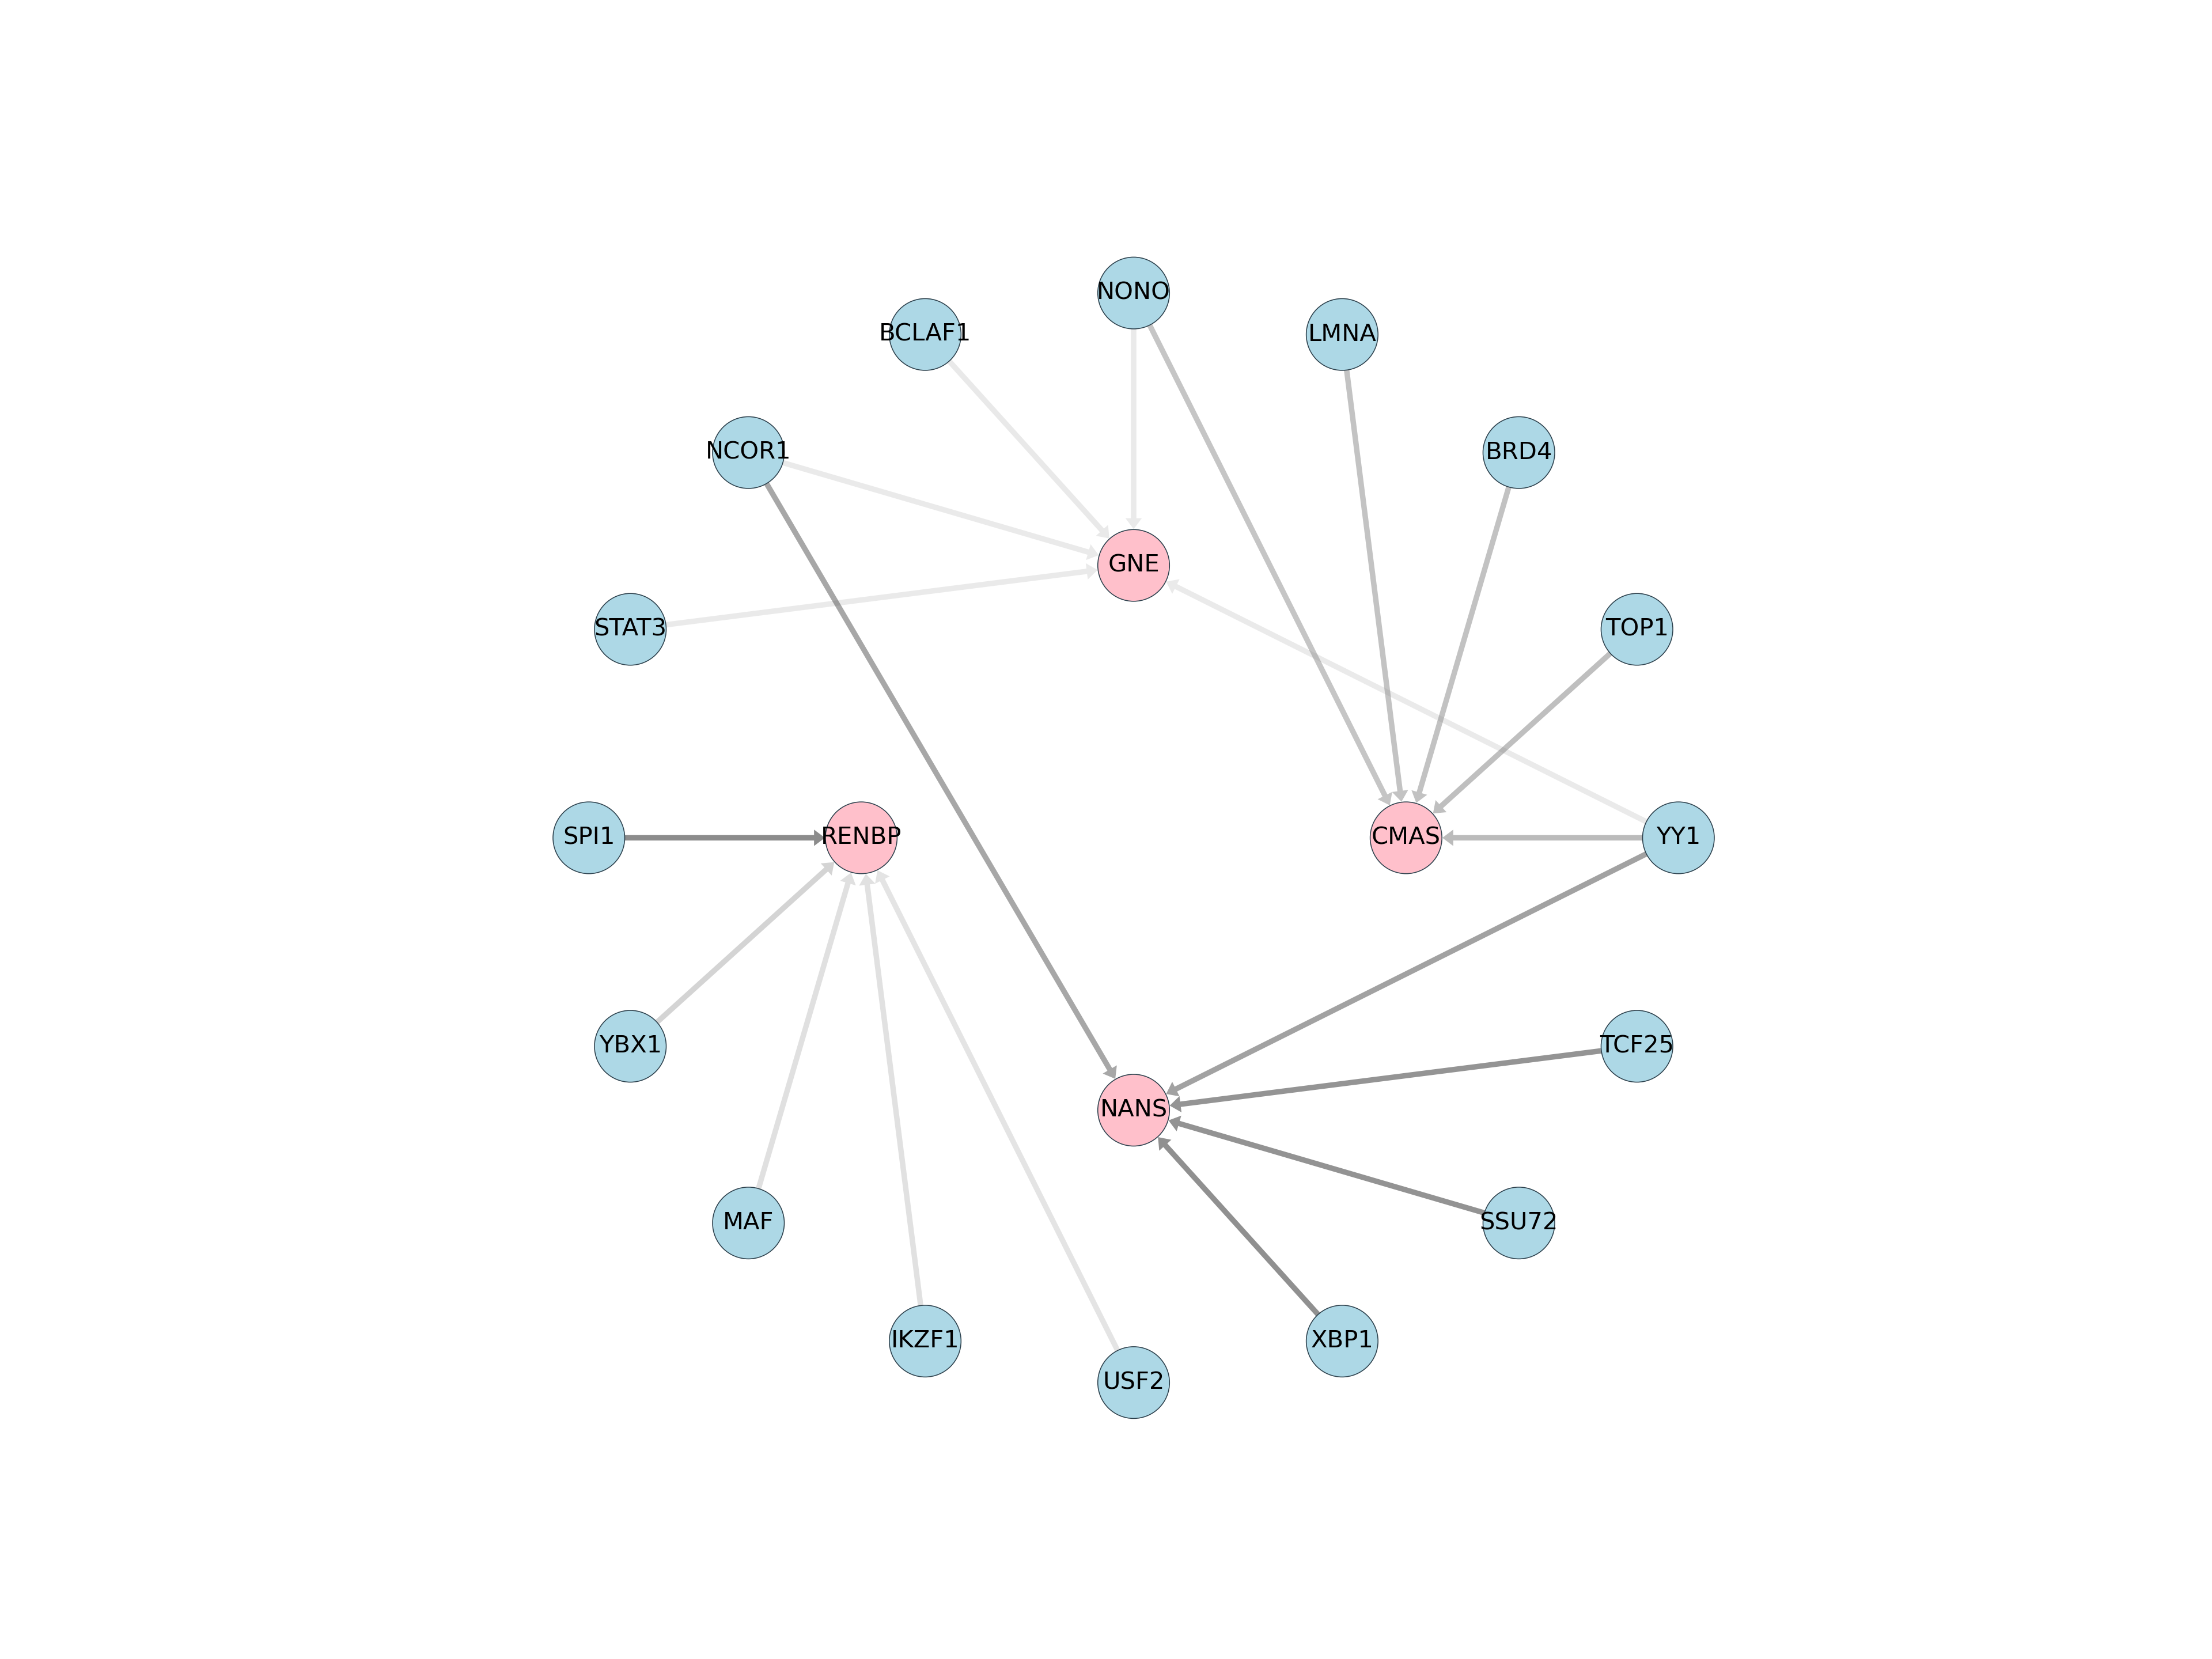 NONO
BCLAF1
LMNA
NCOR1
BRD4
GNE
STAT3
TOP1
SPI1
RENBP
CMAS
YY1
YBX1
TCF25
NANS
MAF
SSU72
IKZF1
XBP1
USF2